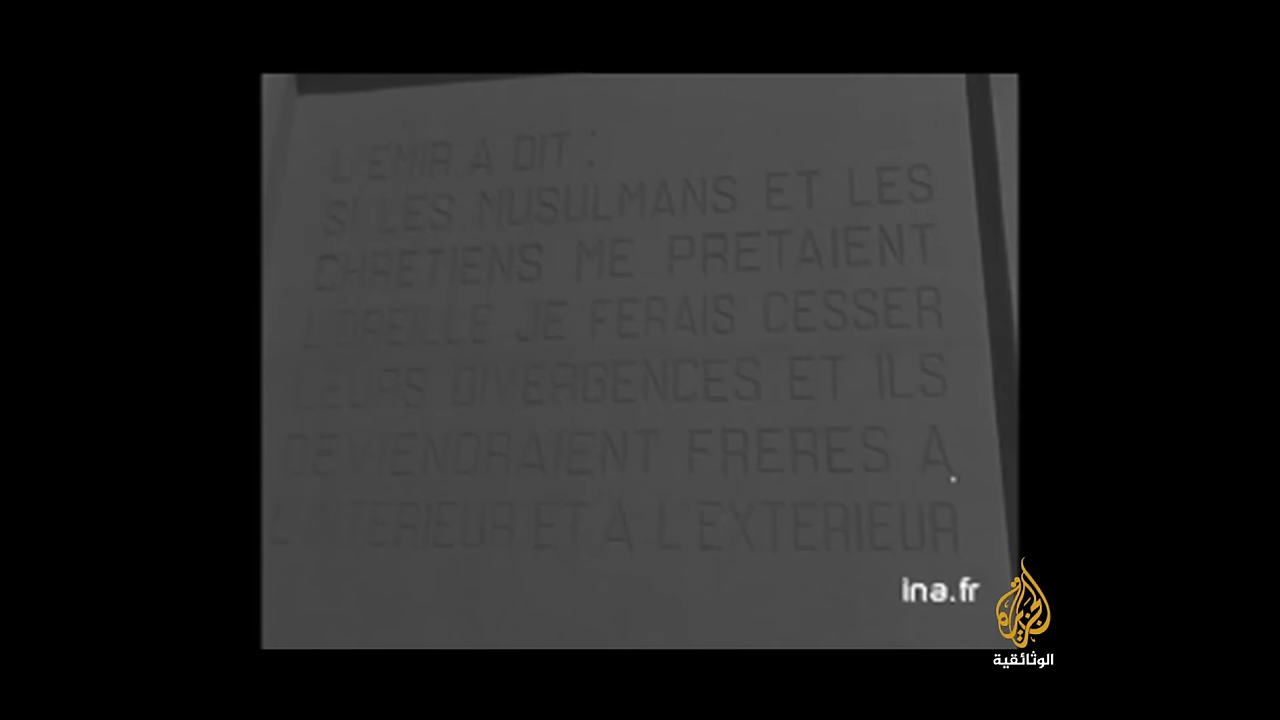 L'EMIR A DIT :
SI LES MUSULMANS ET LES
CHRETIENS ME PRETAIENT
L'OREILLE JE FERAIS CESSER
LEURS DIVERGENCES ET ILS
DEVIENDRAIENT FRERES A
L'INTERIEUR ET A L'EXTERIEUR
ina.fr
الجزيرة
الوثائقية